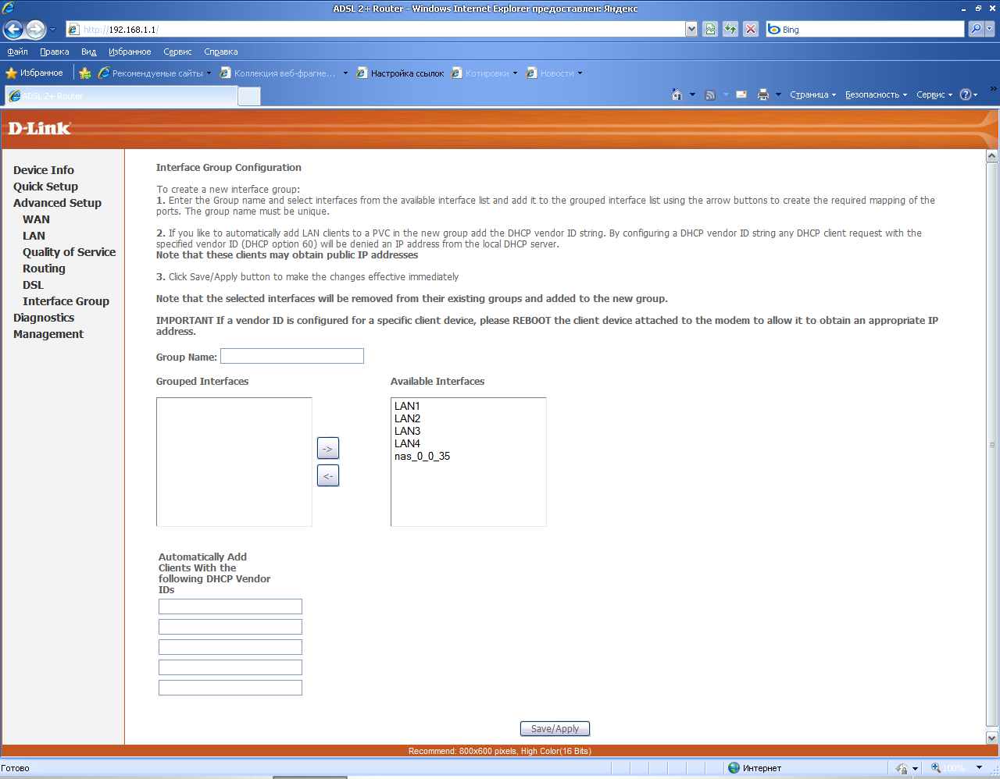 ADSL 2+ Router - Windows Internet Explorer предоставлен: Яндекс
http://192.168.1.1/
Bing
Файл Правка Вид Избранное Сервис Справка
Избранное Рекомендуемые сайты Коллекция веб-фрагме... Настройка ссылок Котировки Новости
ADSL 2+ Router
Страница Безопасность Сервис
D-Link
Device Info
Quick Setup
Advanced Setup
WAN
LAN
Quality of Service
Routing
DSL
Interface Group
Diagnostics
Management
Interface Group Configuration
To create a new interface group:
1. Enter the Group name and select interfaces from the available interface list and add it to the grouped interface list using the arrow buttons to create the required mapping of the
ports. The group name must be unique.
2. If you like to automatically add LAN clients to a PVC in the new group add the DHCP vendor ID string. By configuring a DHCP vendor ID string any DHCP client request with the
specified vendor ID (DHCP option 60) will be denied an IP address from the local DHCP server.
Note that these clients may obtain public IP addresses
3. Click Save/Apply button to make the changes effective immediately
Note that the selected interfaces will be removed from their existing groups and added to the new group.
IMPORTANT If a vendor ID is configured for a specific client device, please REBOOT the client device attached to the modem to allow it to obtain an appropriate IP
address.
Group Name:
Grouped Interfaces
Available Interfaces
->
<-
LAN1
LAN2
LAN3
LAN4
nas_0_0_35
Automatically Add
Clients With the
following DHCP Vendor
IDs
Save/Apply
Recommend: 800x600 pixels, High Color(16 Bits)
Готово
Интернет
100%